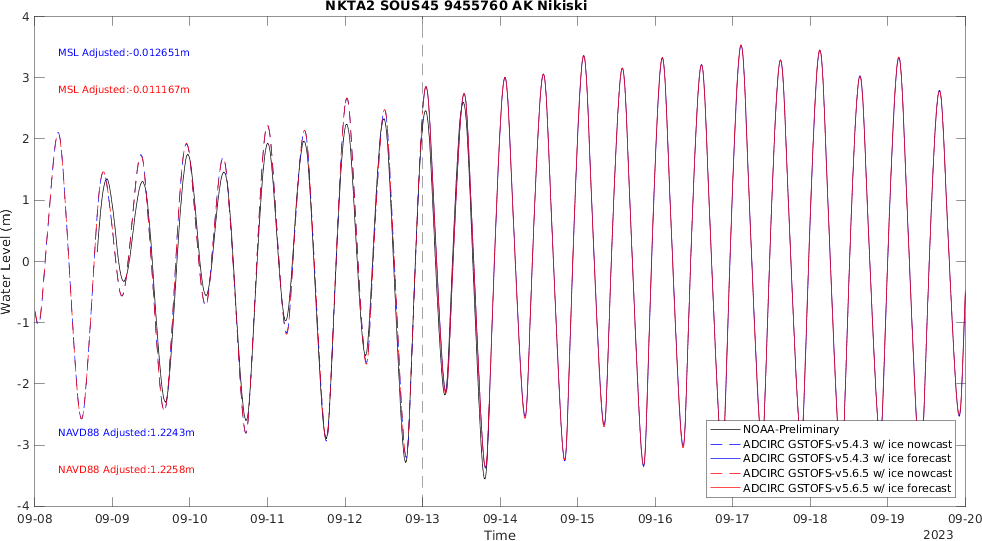 NKTA2 SOUS45 9455760 AK Nikiski
4
3
2
1
0
-1
-2
-3
-4
Water Level (m)
MSL Adjusted:-0.012651m
MSL Adjusted:-0.011167m
NAVD88 Adjusted:1.2243m
NAVD88 Adjusted:1.2258m
NOAA-Preliminary
ADCIRC GSTOFS-v5.4.3 w/ ice nowcast
ADCIRC GSTOFS-v5.4.3 w/ ice forecast
ADCIRC GSTOFS-v5.6.5 w/ ice nowcast
ADCIRC GSTOFS-v5.6.5 w/ ice forecast
09-08 09-09 09-10 09-11 09-12 09-13 09-14 09-15 09-16 09-17 09-18 09-19 09-20
Time
2023